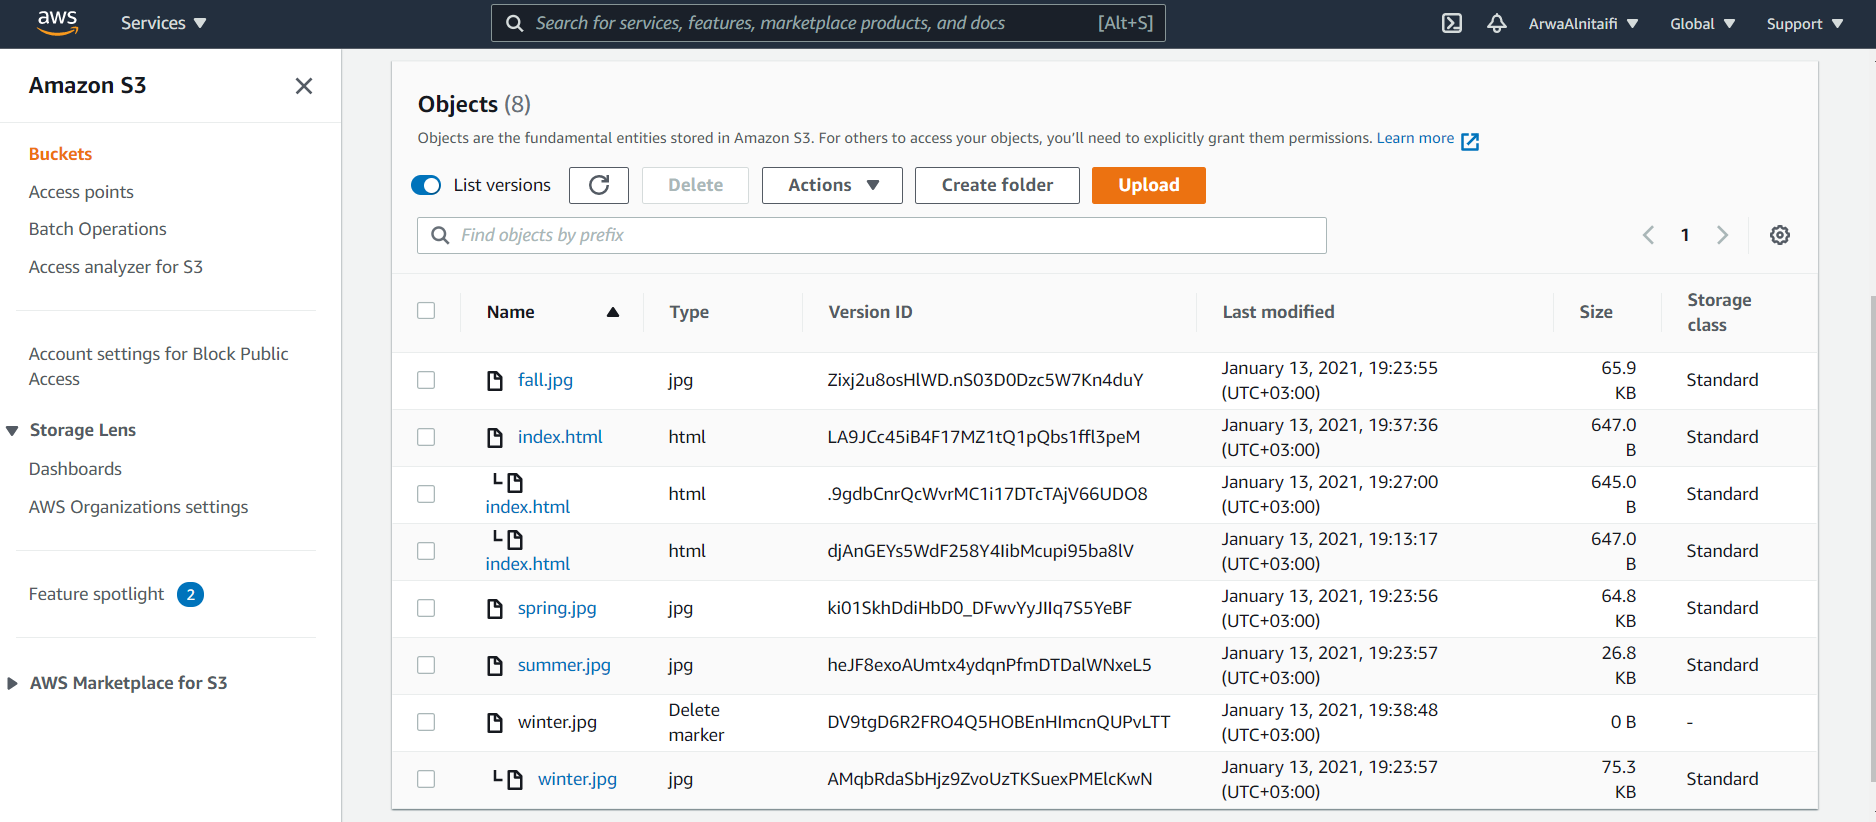 aws
Services
Search for services, features, marketplace products, and docs [Alt+S]
ArwaAlnitaifi
Global
Support
Amazon S3
Buckets
Access points
Batch Operations
Access analyzer for S3
Account settings for Block Public
Access
Storage Lens
Dashboards
AWS Organizations settings
Feature spotlight 2
AWS Marketplace for S3
Objects (8)
Objects are the fundamental entities stored in Amazon S3. For others to access your objects, you'll need to explicitly grant them permissions. Learn more
List versions
Delete
Actions
Create folder
Upload
Find objects by prefix
1
Name Type Version ID Last modified Size Storage
class
fall.jpg jpg Zixj2u8osHlWD.nS03D0Dzc5W7Kn4duY January 13, 2021, 19:23:55 65.9 Standard
(UTC+03:00) KB
index.html html LA9JCc45iB4F17MZ1tQ1pQbs1ffl3peM January 13, 2021, 19:37:36 647.0 Standard
(UTC+03:00) B
index.html html .9gdbCnrQcWvrMC1i17DTcTAjV66UDO8 January 13, 2021, 19:27:00 645.0 Standard
(UTC+03:00) B
index.html html djAnGEYs5WdF258Y4IibMcupi95ba8lV January 13, 2021, 19:13:17 647.0 Standard
(UTC+03:00) B
spring.jpg jpg ki01SkhDdiHbD0_DFwvYyJIIq7S5YeBF January 13, 2021, 19:23:56 64.8 Standard
(UTC+03:00) KB
summer.jpg jpg heJF8exoAUmtx4ydqnPfmDTDalWNxeL5 January 13, 2021, 19:23:57 26.8 Standard
(UTC+03:00) KB
winter.jpg Delete DV9tgD6R2FRO4Q5HOBEnHImcnQUPvLTT January 13, 2021, 19:38:48 0 B -
marker (UTC+03:00)
winter.jpg jpg AMqbRdaSbHjz9ZvoUzTKSuexPMElcKwN January 13, 2021, 19:23:57 75.3 Standard
(UTC+03:00) KB